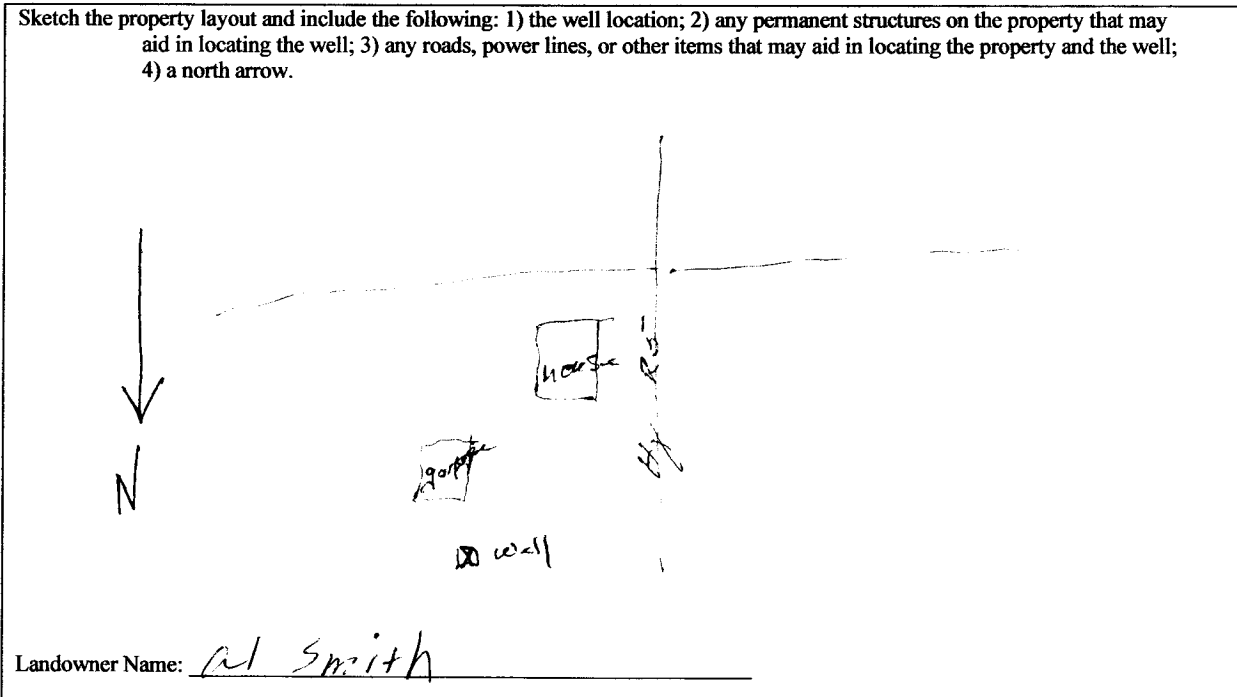 Sketch the property layout and include the following: 1) the well location; 2) any permanent structures on the property that may
aid in locating the well; 3) any roads, power lines, or other items that may aid in locating the property and the well;
4) a north arrow.
house
garage
N
well
Landowner Name: Al Smith